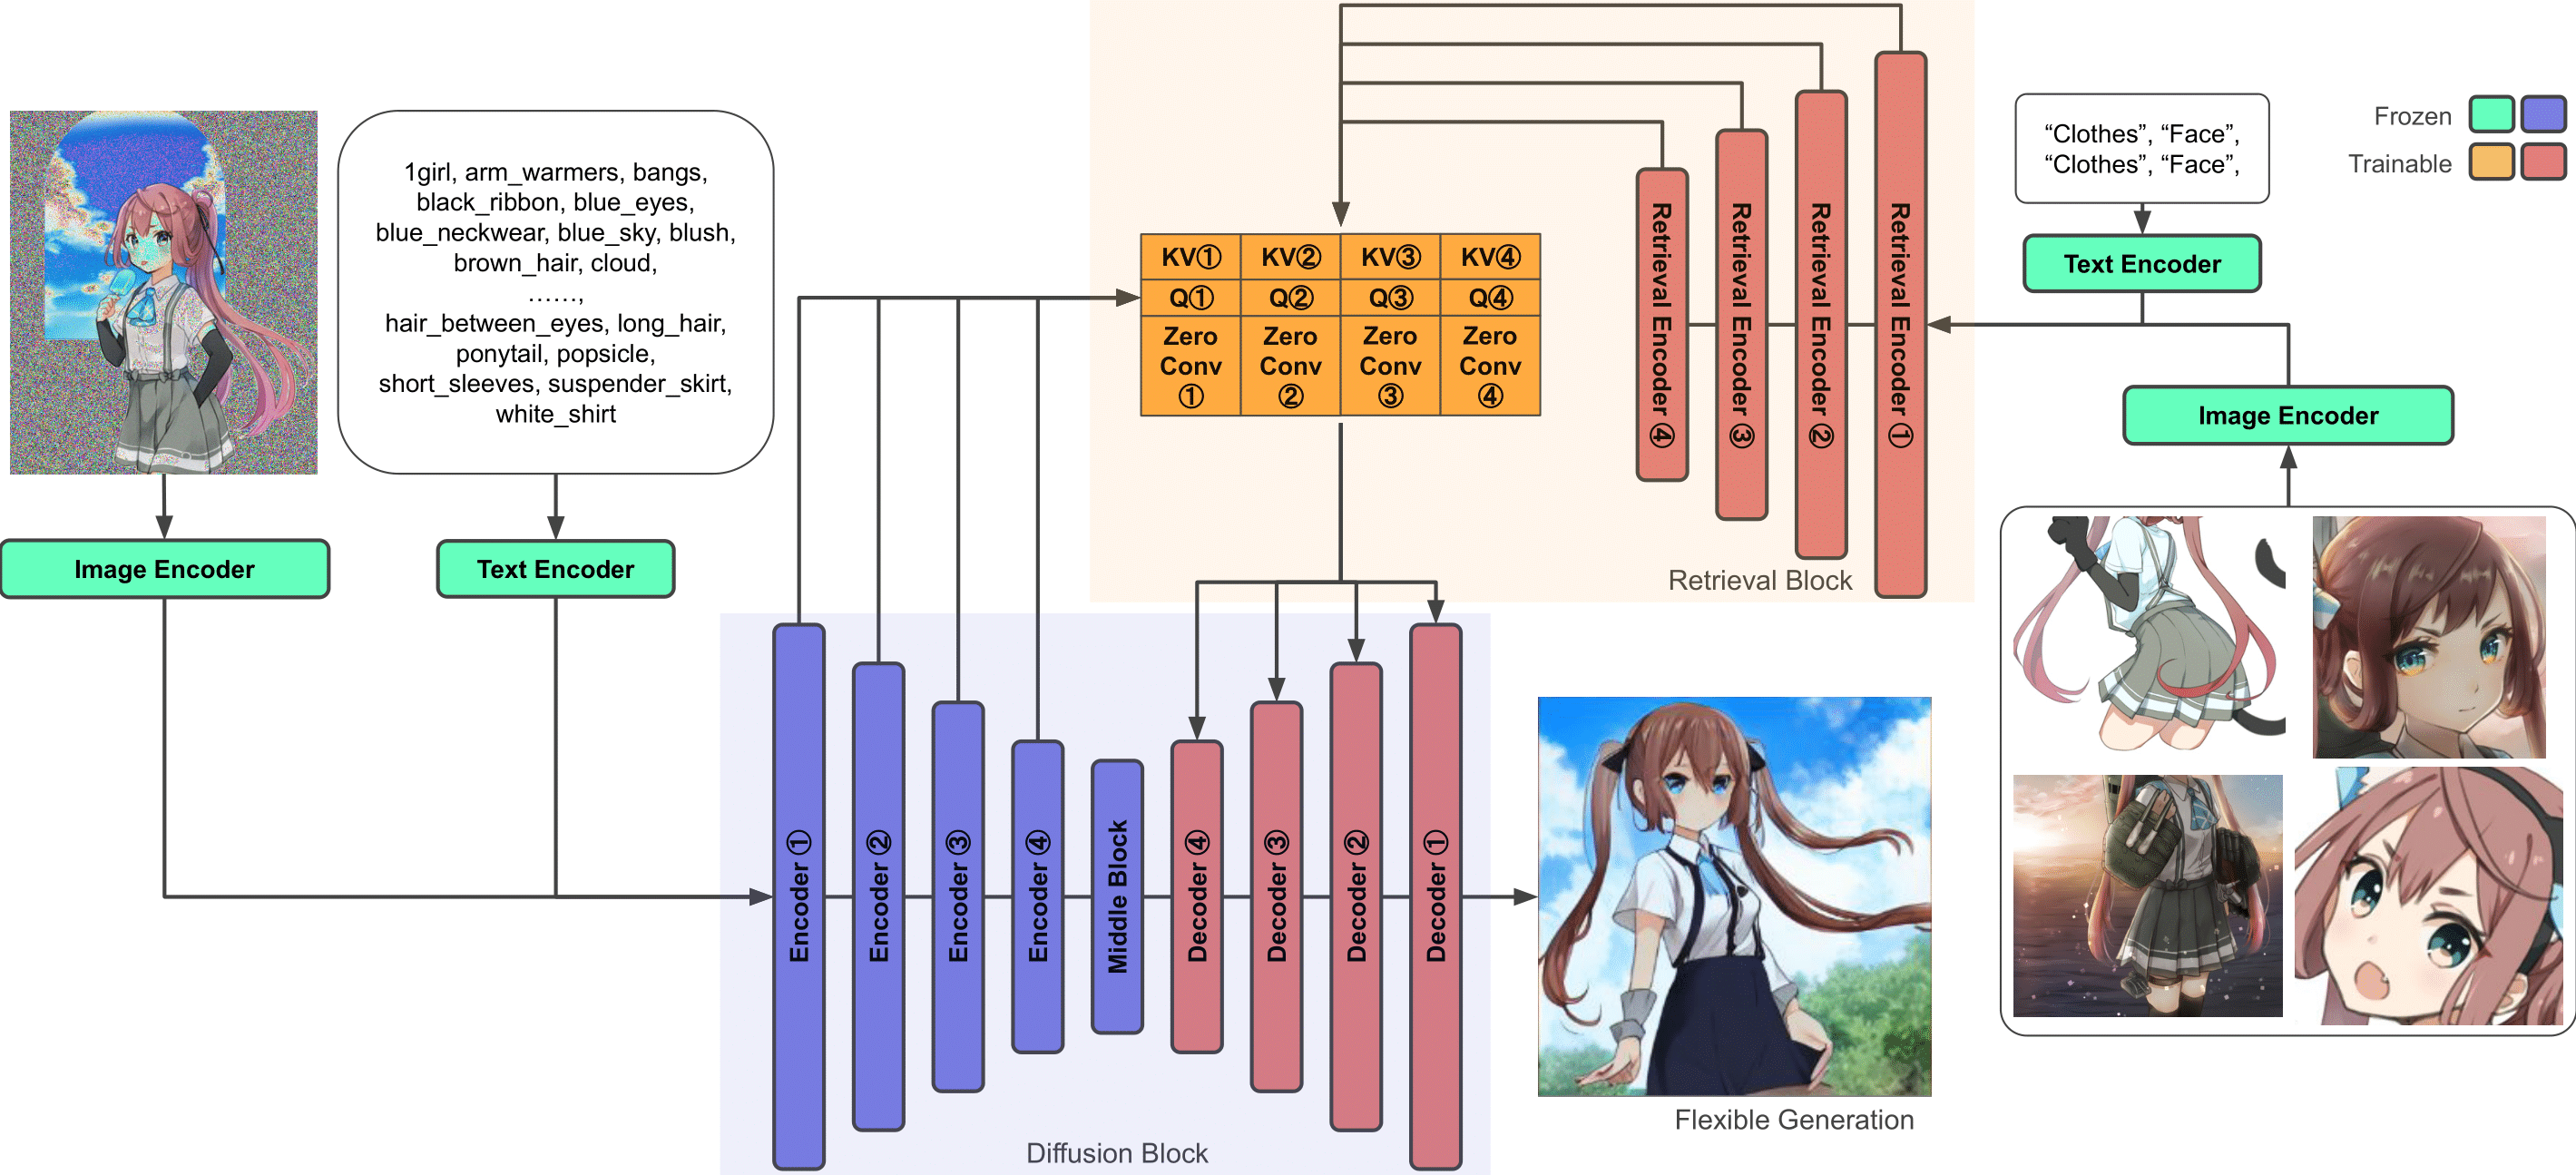 1girl, arm_warmers, bangs,
black_ribbon, blue_eyes,
blue_neckwear, blue_sky, blush,
brown_hair, cloud,
……,
hair_between_eyes, long_hair,
ponytail, popsicle,
short_sleeves, suspender_skirt,
white_shirt
Image Encoder
Text Encoder
KV① KV② KV③ KV④
Q① Q② Q③ Q④
Zero Conv ①
Zero Conv ②
Zero Conv ③
Zero Conv ④
Retrieval Encoder ④
Retrieval Encoder ③
Retrieval Encoder ②
Retrieval Encoder ①
Retrieval Block
“Clothes”, “Face”,
“Clothes”, “Face”,
Text Encoder
Image Encoder
Frozen
Trainable
Encoder ①
Encoder ②
Encoder ③
Encoder ④
Middle Block
Decoder ④
Decoder ③
Decoder ②
Decoder ①
Diffusion Block
Flexible Generation